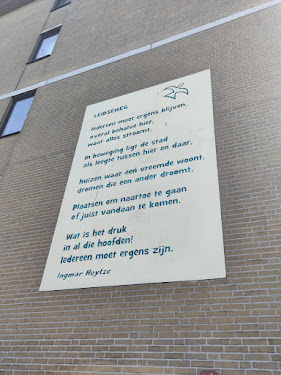 LEIDSEWEG
Iedereen moet ergens blijven,
overal behalve hier,
waar alles stroomt.
In beweging ligt de stad
als leegte tussen hier en daar,
huizen waar een vreemde woont,
dromen die een ander droomt.
Plaatsen om naartoe te gaan
of juist vandaan te komen.
Wat is het druk
in al die hoofden!
Iedereen moet ergens zijn.
Ingmar Heytze